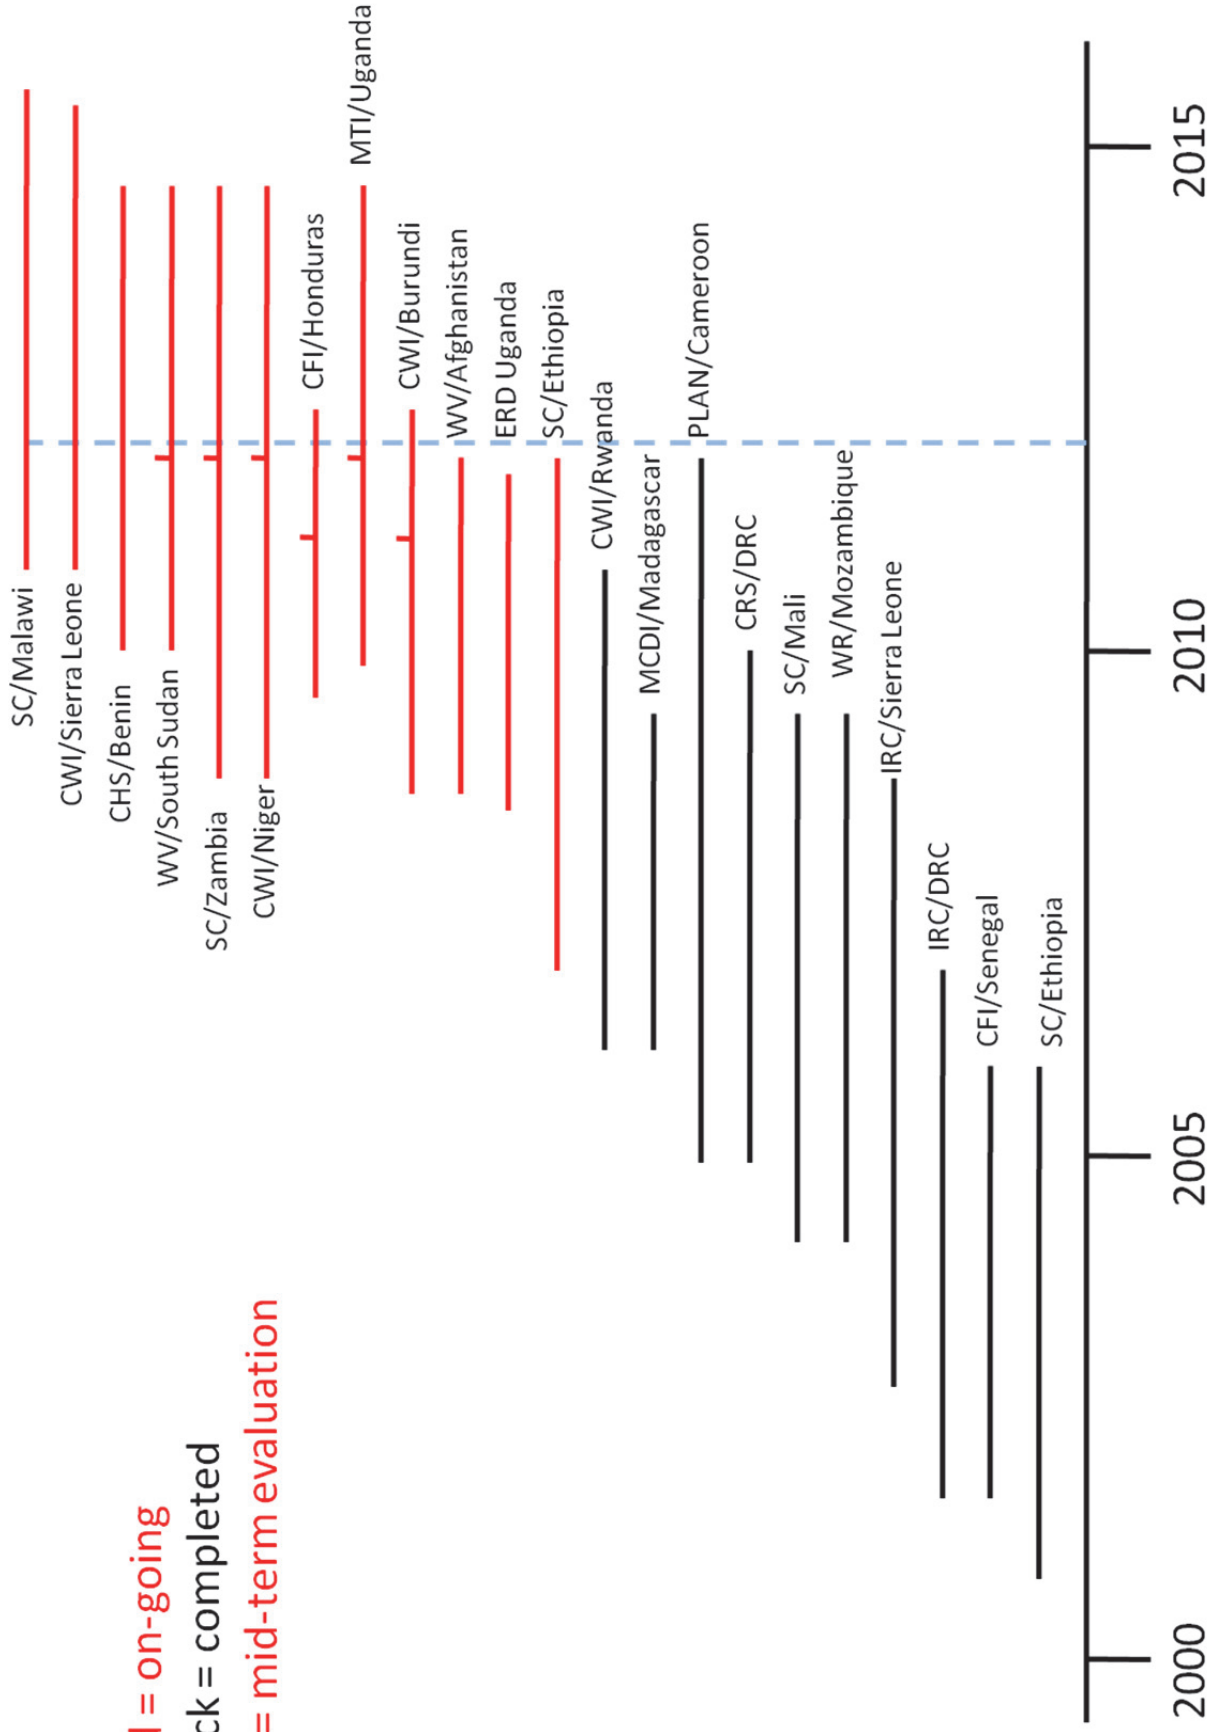 SC/Malawi
CWI/Sierra Leone
CHS/Benin
WV/South Sudan
SC/Zambia
CWI/Niger
CFI/Honduras
MTI/Uganda
CWI/Burundi
WV/Afghanistan
ERD Uganda
SC/Ethiopia
CWI/Rwanda
MCDI/Madagascar
PLAN/Cameroon
CRS/DRC
SC/Mali
WR/Mozambique
IRC/Sierra Leone
IRC/DRC
CFI/Senegal
SC/Ethiopia
= on-going
ck = completed
= mid-term evaluation
2000 2005 2010 2015